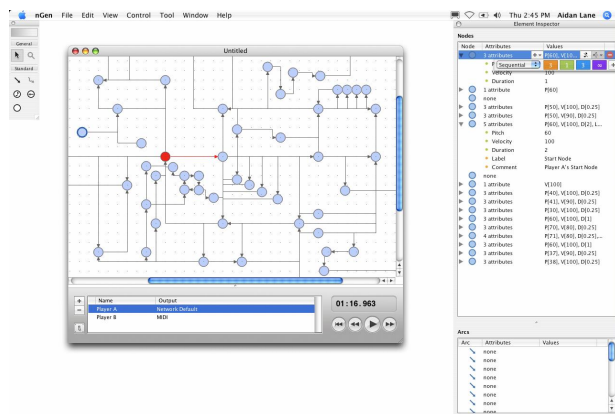 nGen File Edit View Control Tool Window Help
Thu 2:45 PM Aidan Lane
General
Standard
Untitled
Name Output
Player A Network Default
Player B MIDI
01:16.963
Element Inspector
Nodes
Node Attributes Values
3 attributes P[60], V[10...
Sequential
Velocity 100
Duration 1
1 attribute P[60]
none
3 attributes P[50], V[100], D[0.25]
3 attributes P[50], V[90], D[0.25]
5 attributes P[60], V[100], D[2], L...
Pitch 60
Velocity 100
Duration 2
Label Start Node
Comment Player A's Start Node
none
1 attribute V[100]
3 attributes P[40], V[100], D[0.25]
3 attributes P[41], V[90], D[0.25]
3 attributes P[30], V[100], D[0.25]
3 attributes P[60], V[100], D[1]
3 attributes P[70], V[80], D[0.25]
4 attributes P[71], V[80], D[0.25],...
3 attributes P[60], V[100], D[1]
3 attributes P[37], V[90], D[0.25]
3 attributes P[38], V[100], D[0.25]
Arcs
Arc Attributes Values
none
none
none
none
none
none
none